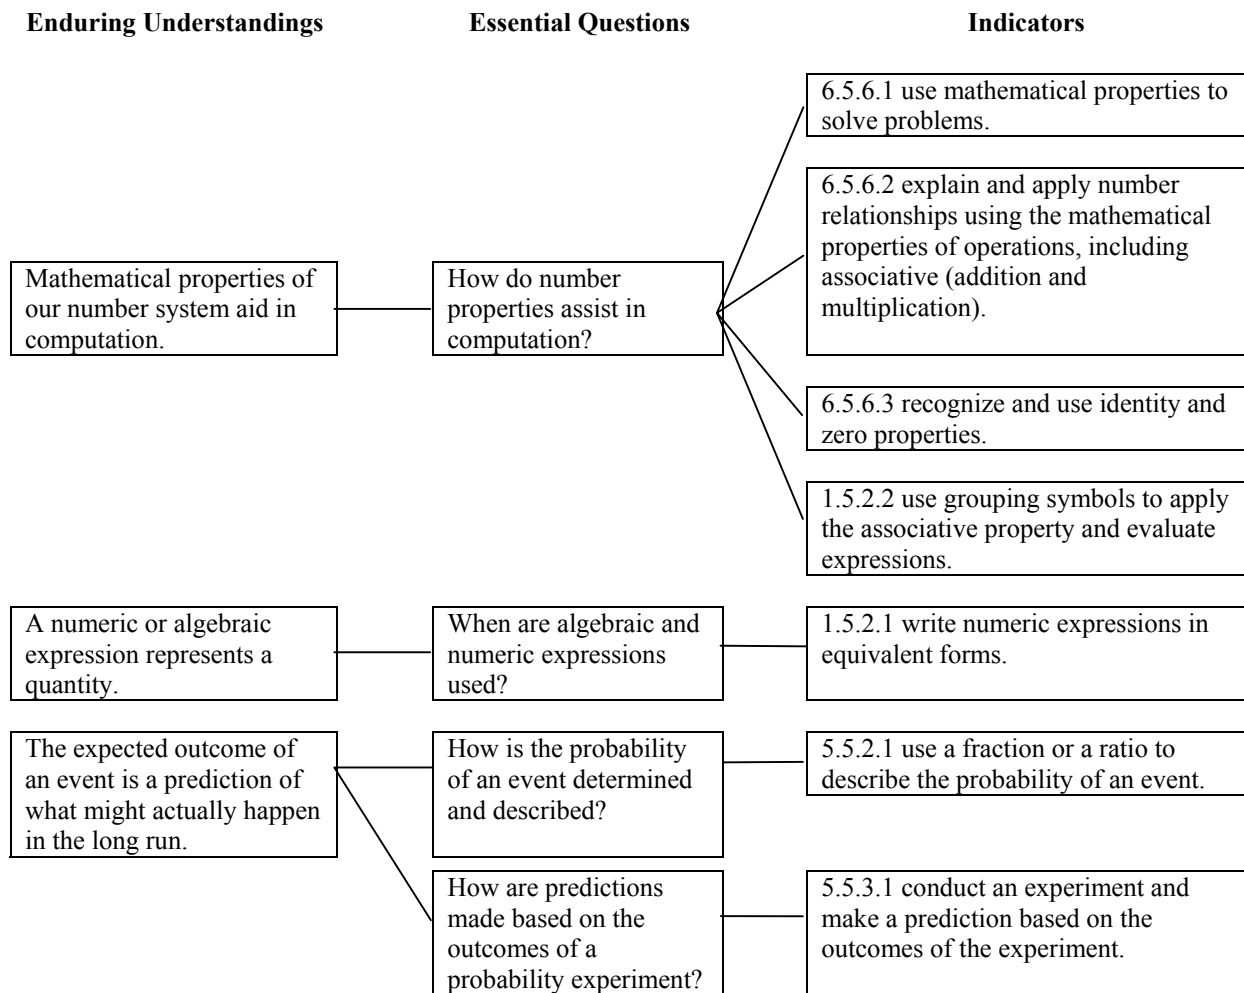 Enduring Understandings
Essential Questions
Indicators
Mathematical properties of
our number system aid in
computation.
How do number
properties assist in
computation?
6.5.6.1 use mathematical properties to
solve problems.
6.5.6.2 explain and apply number
relationships using the mathematical
properties of operations, including
associative (addition and
multiplication).
6.5.6.3 recognize and use identity and
zero properties.
1.5.2.2 use grouping symbols to apply
the associative property and evaluate
expressions.
A numeric or algebraic
expression represents a
quantity.
When are algebraic and
numeric expressions
used?
1.5.2.1 write numeric expressions in
equivalent forms.
The expected outcome of
an event is a prediction of
what might actually happen
in the long run.
How is the probability
of an event determined
and described?
5.5.2.1 use a fraction or a ratio to
describe the probability of an event.
How are predictions
made based on the
outcomes of a
probability experiment?
5.5.3.1 conduct an experiment and
make a prediction based on the
outcomes of the experiment.